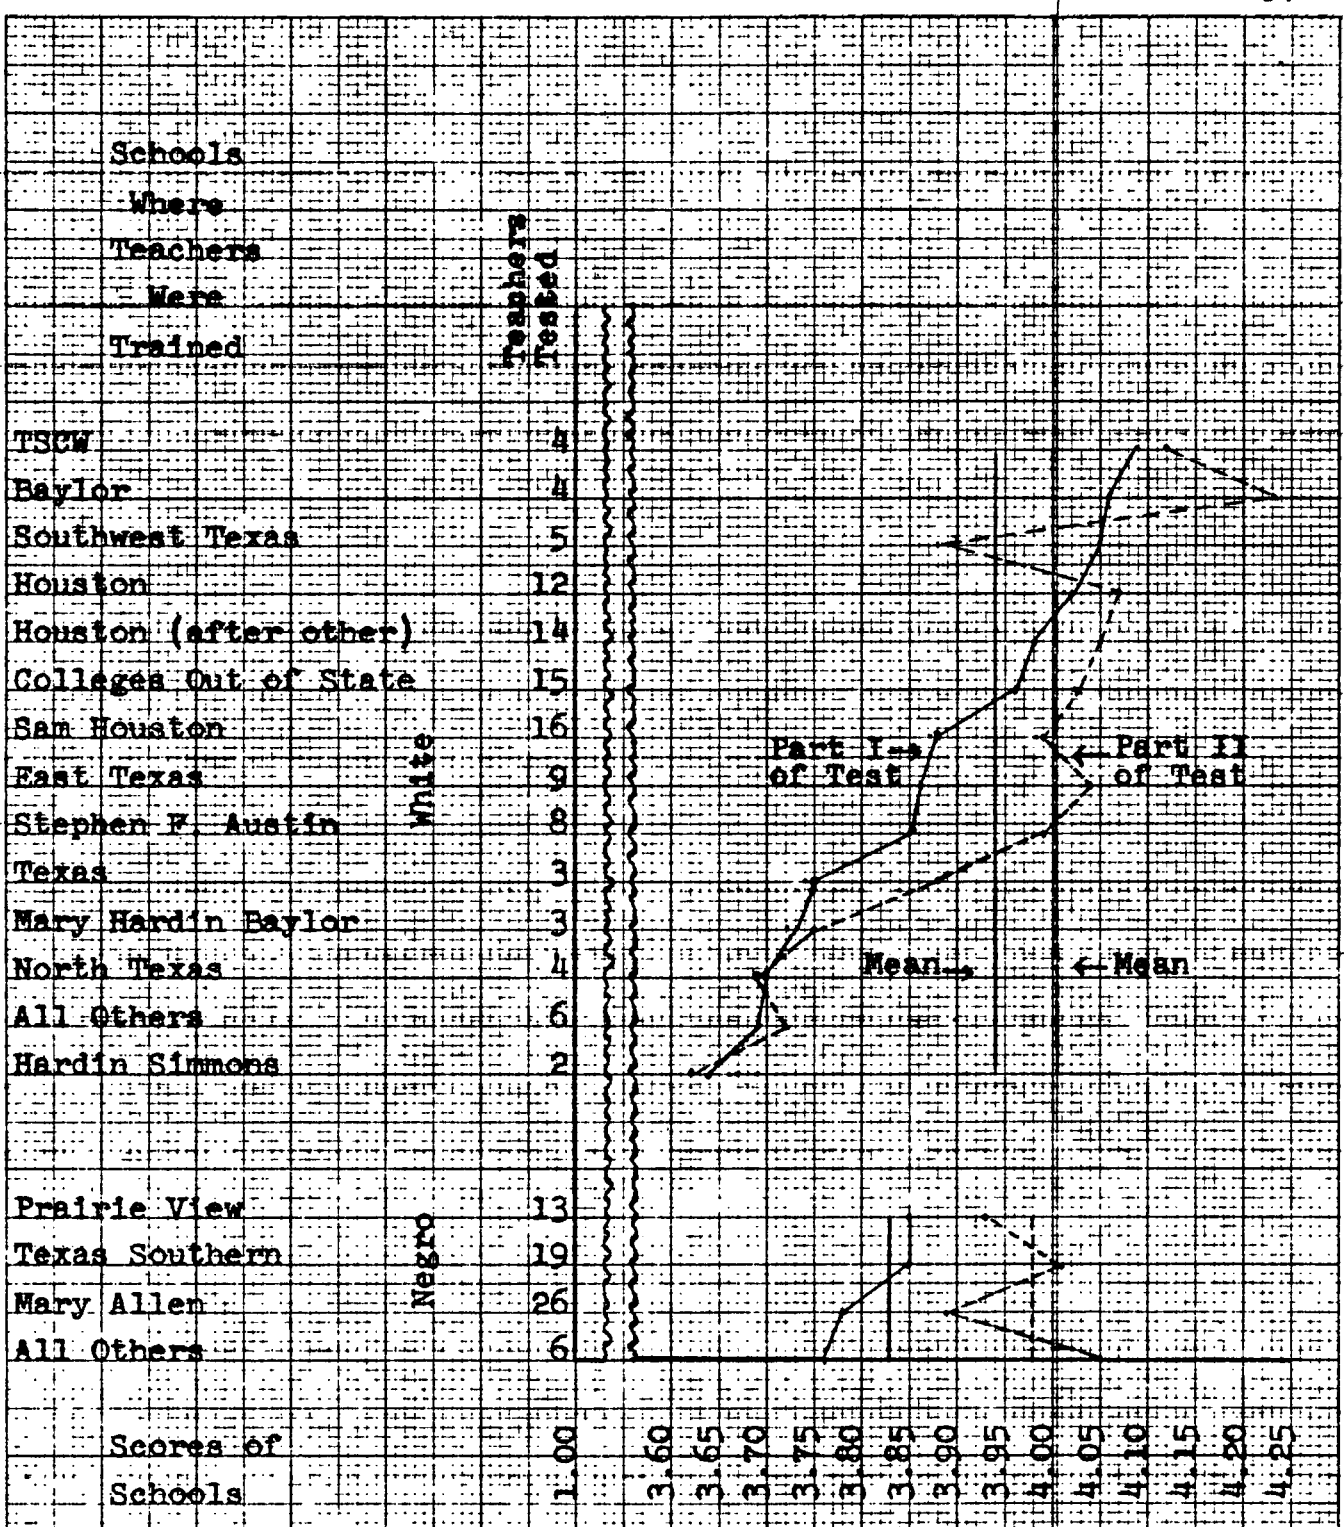 Schools
Where
Teachers
Were
Trained
Teachers
Tested
TSCW 4
Baylor 4
Southwest Texas 5
Houston 12
Houston (after other) 14
Colleges Out of State 15
Sam Houston 16
East Texas 9
Stephen F. Austin 8
Texas 3
Mary Hardin Baylor 3
North Texas 4
All Others 6
Hardin Simmons 2
White
Part I→
of Test
←Part II
of Test
Mean→
←Mean
Prairie View 13
Texas Southern 19
Mary Allen 26
All Others 6
Negro
Scores of
Schools
1.00 3.60 3.65 3.70 3.75 3.80 3.85 3.90 3.95 4.00 4.05 4.10 4.15 4.20 4.25